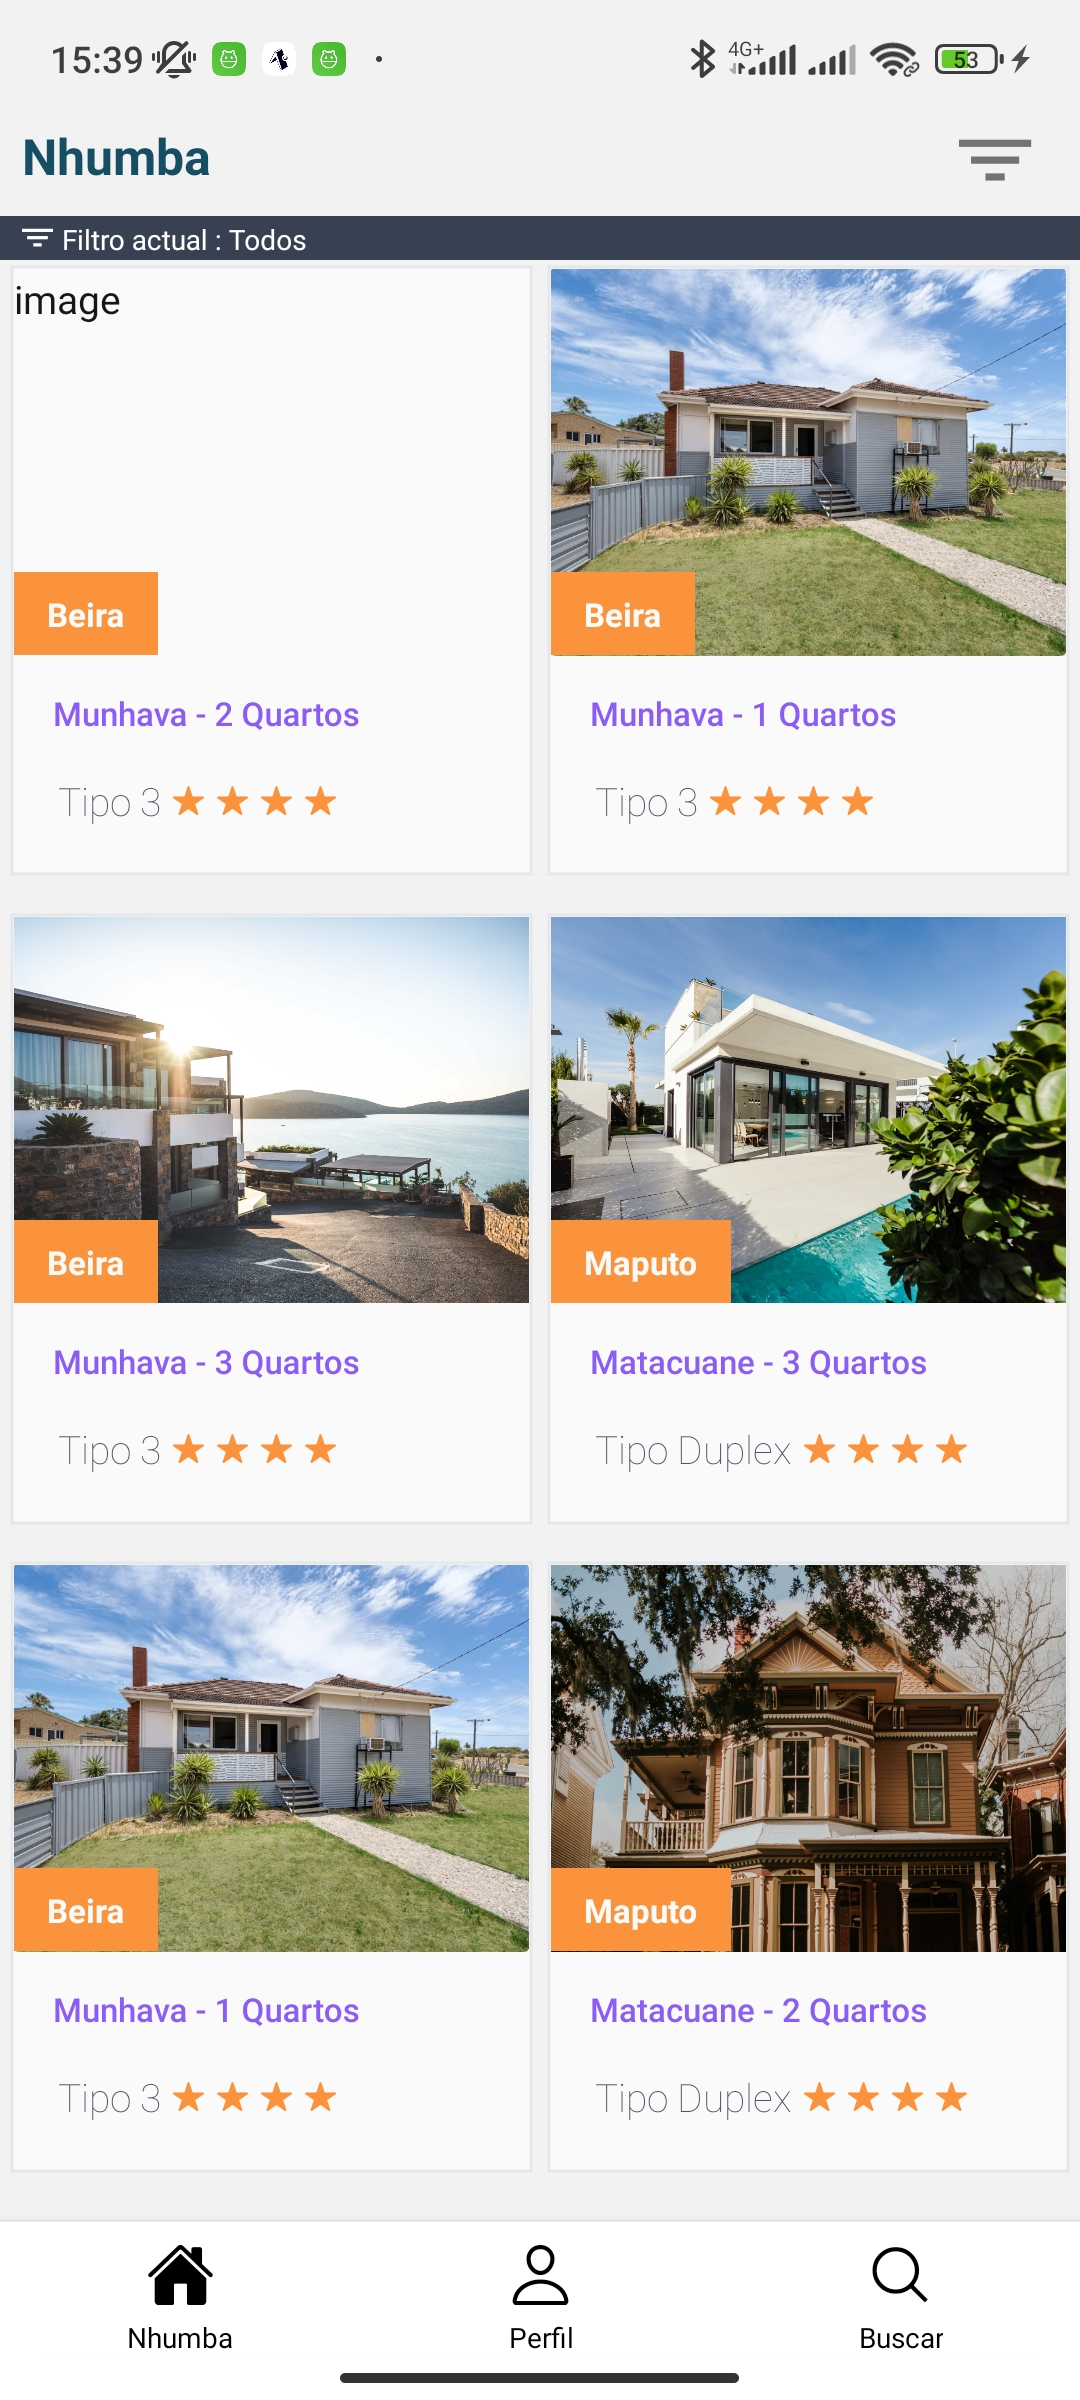 15:39
4G+
53
Nhumba
Filtro actual : Todos
image
Beira
Munhava - 2 Quartos
Tipo 3
Beira
Munhava - 1 Quartos
Tipo 3
Beira
Munhava - 3 Quartos
Tipo 3
Maputo
Matacuane - 3 Quartos
Tipo Duplex
Beira
Munhava - 1 Quartos
Tipo 3
Maputo
Matacuane - 2 Quartos
Tipo Duplex
Nhumba
Perfil
Buscar